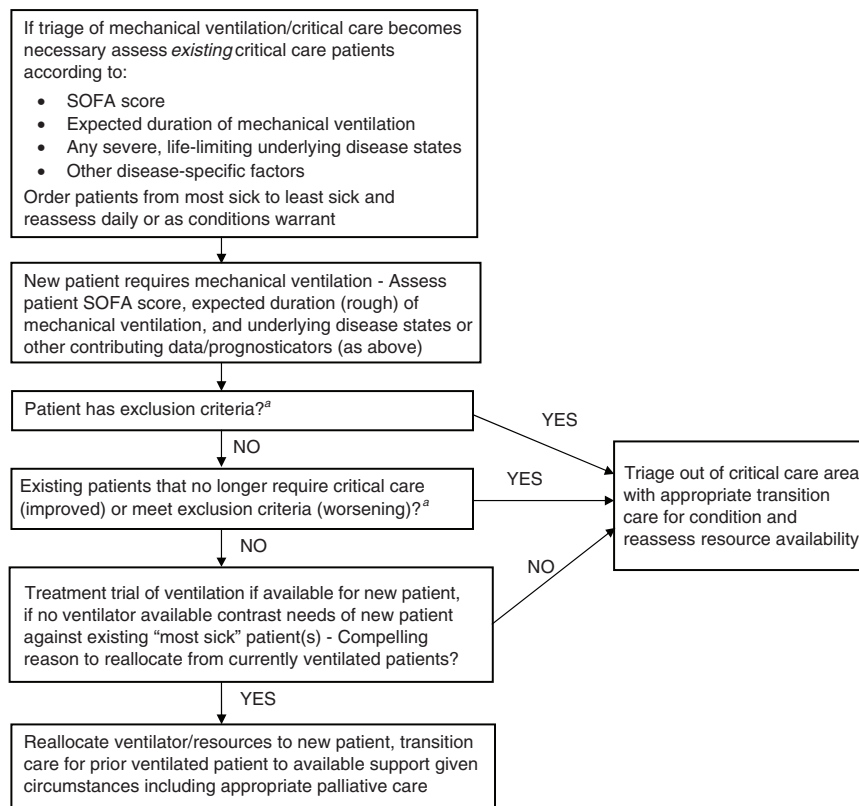 If triage of mechanical ventilation/critical care becomes
necessary assess existing critical care patients
according to:
• SOFA score
• Expected duration of mechanical ventilation
• Any severe, life-limiting underlying disease states
• Other disease-specific factors
Order patients from most sick to least sick and
reassess daily or as conditions warrant
New patient requires mechanical ventilation - Assess
patient SOFA score, expected duration (rough) of
mechanical ventilation, and underlying disease states or
other contributing data/prognosticators (as above)
Patient has exclusion criteria?a
YES
NO
Existing patients that no longer require critical care
(improved) or meet exclusion criteria (worsening)?a
YES
Triage out of critical care area
with appropriate transition
care for condition and
reassess resource availability
NO
NO
Treatment trial of ventilation if available for new patient,
if no ventilator available contrast needs of new patient
against existing “most sick” patient(s) - Compelling
reason to reallocate from currently ventilated patients?
YES
Reallocate ventilator/resources to new patient, transition
care for prior ventilated patient to available support given
circumstances including appropriate palliative care